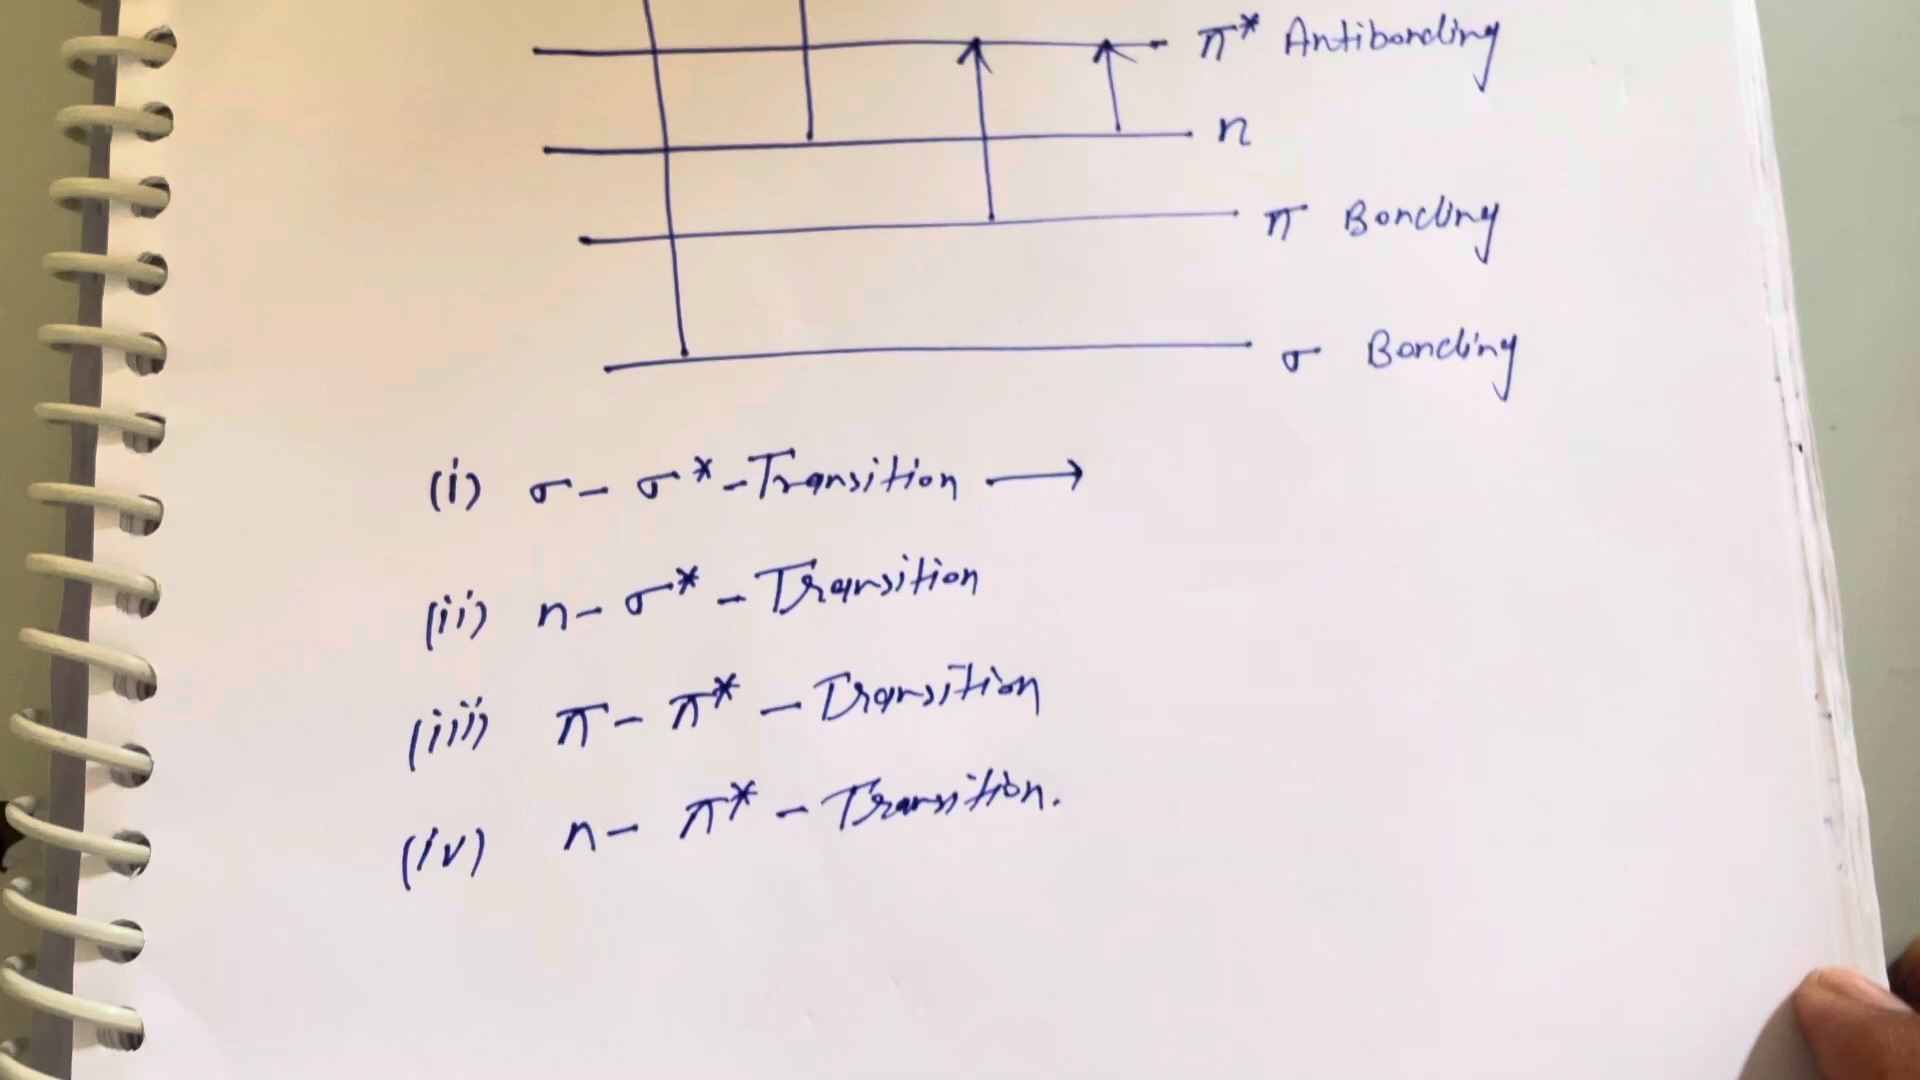 π* Antibonding
n
π Bonding
σ Bonding
(i) σ - σ* - Transition →
(ii) n - σ* - Transition
(iii) π - π* - Transition
(iv) n - π* - Transition.